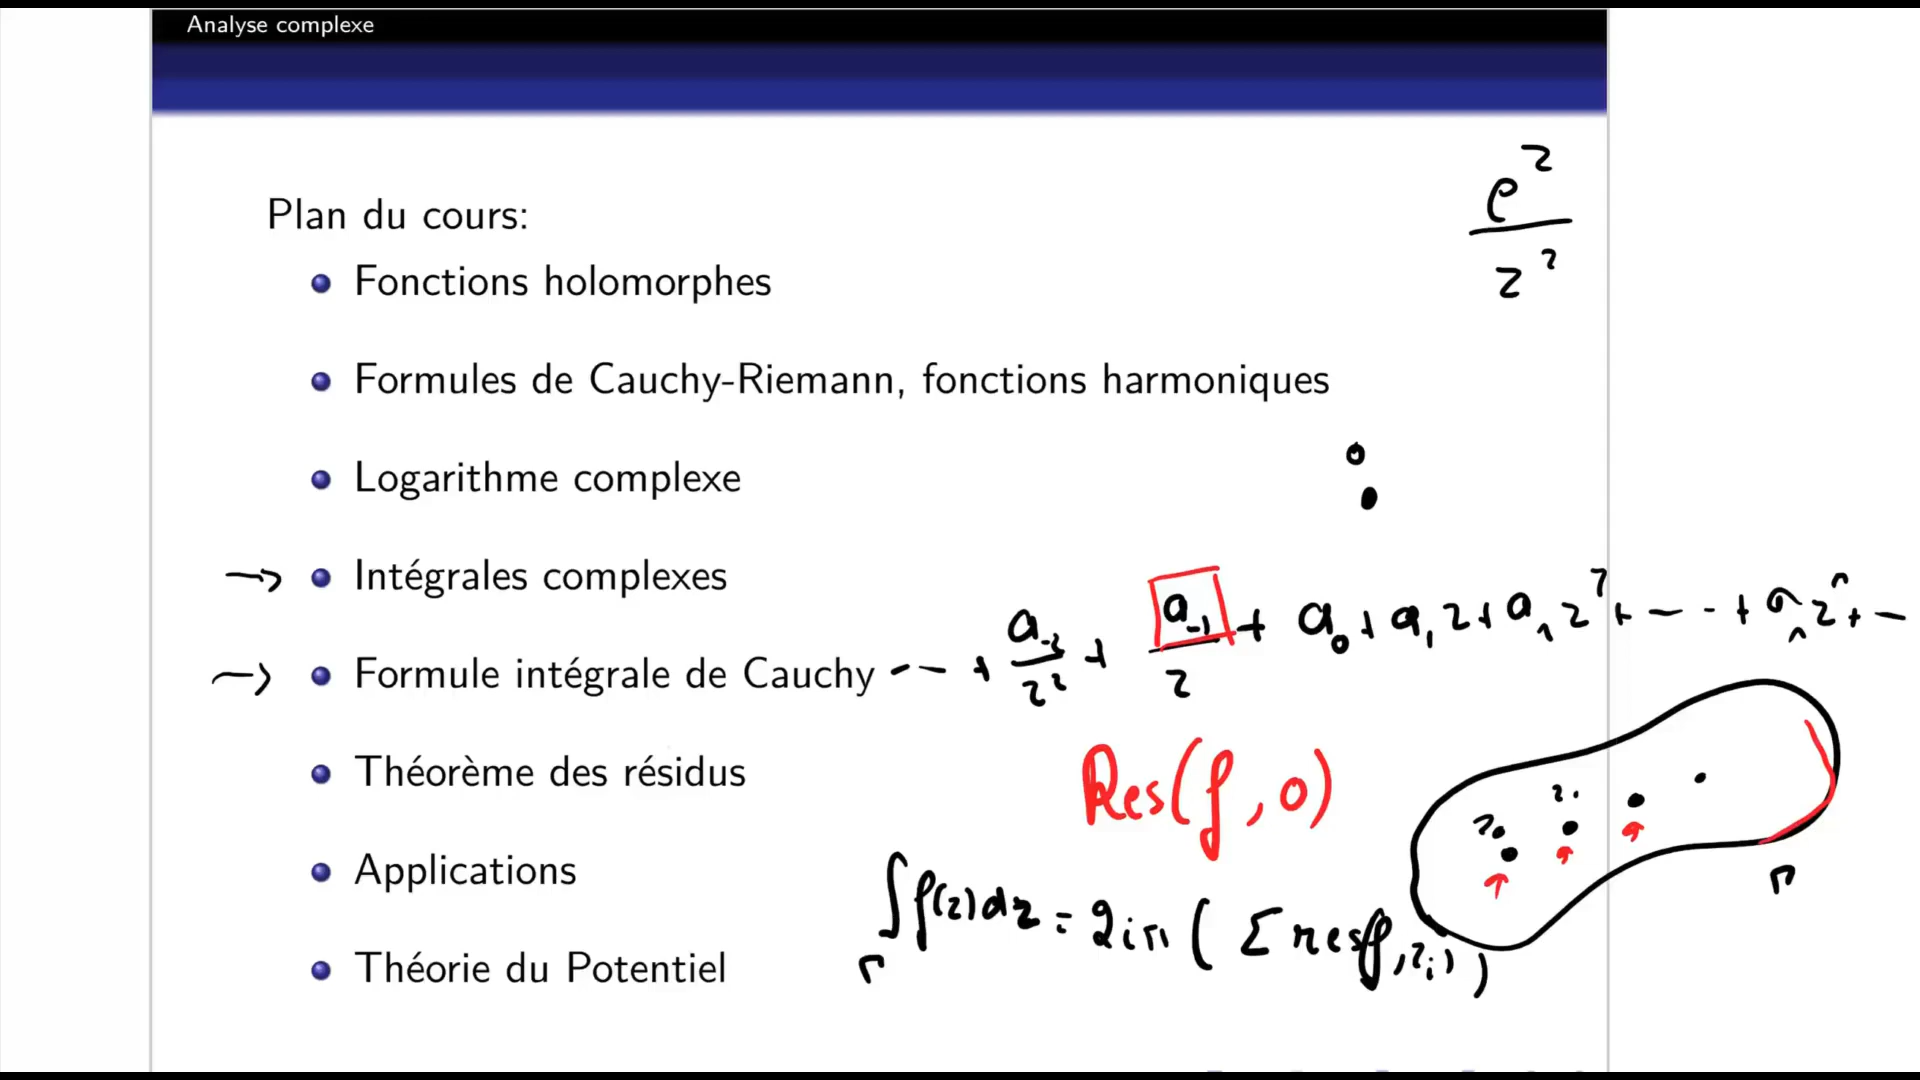 Analyse complexe
Plan du cours:
Fonctions holomorphes
Formules de Cauchy-Riemann, fonctions harmoniques
Logarithme complexe
→ Intégrales complexes
→ Formule intégrale de Cauchy
Théorème des résidus
Applications
Théorie du Potentiel
e^z / z^2
-- + a_-2/z^2 + a_-1/z + a_0 + a_1 z + a_1 z^2 + --- + a_n z^n + --
Res(f, 0)
z_0 z_1
Γ
∫_Γ f(z)dz = 2iπ ( Σ res f, z_i ) )